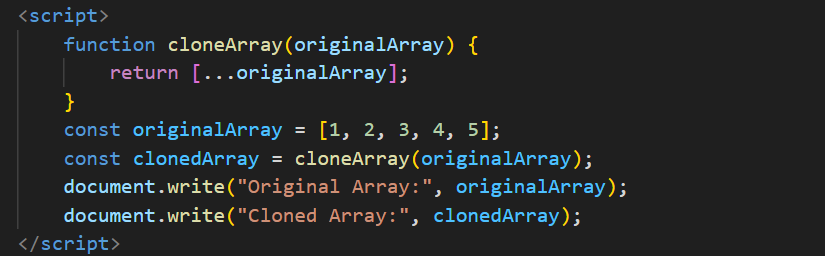 <script>
    function cloneArray(originalArray) {
        return [...originalArray];
    }
    const originalArray = [1, 2, 3, 4, 5];
    const clonedArray = cloneArray(originalArray);
    document.write("Original Array:", originalArray);
    document.write("Cloned Array:", clonedArray);
</script>